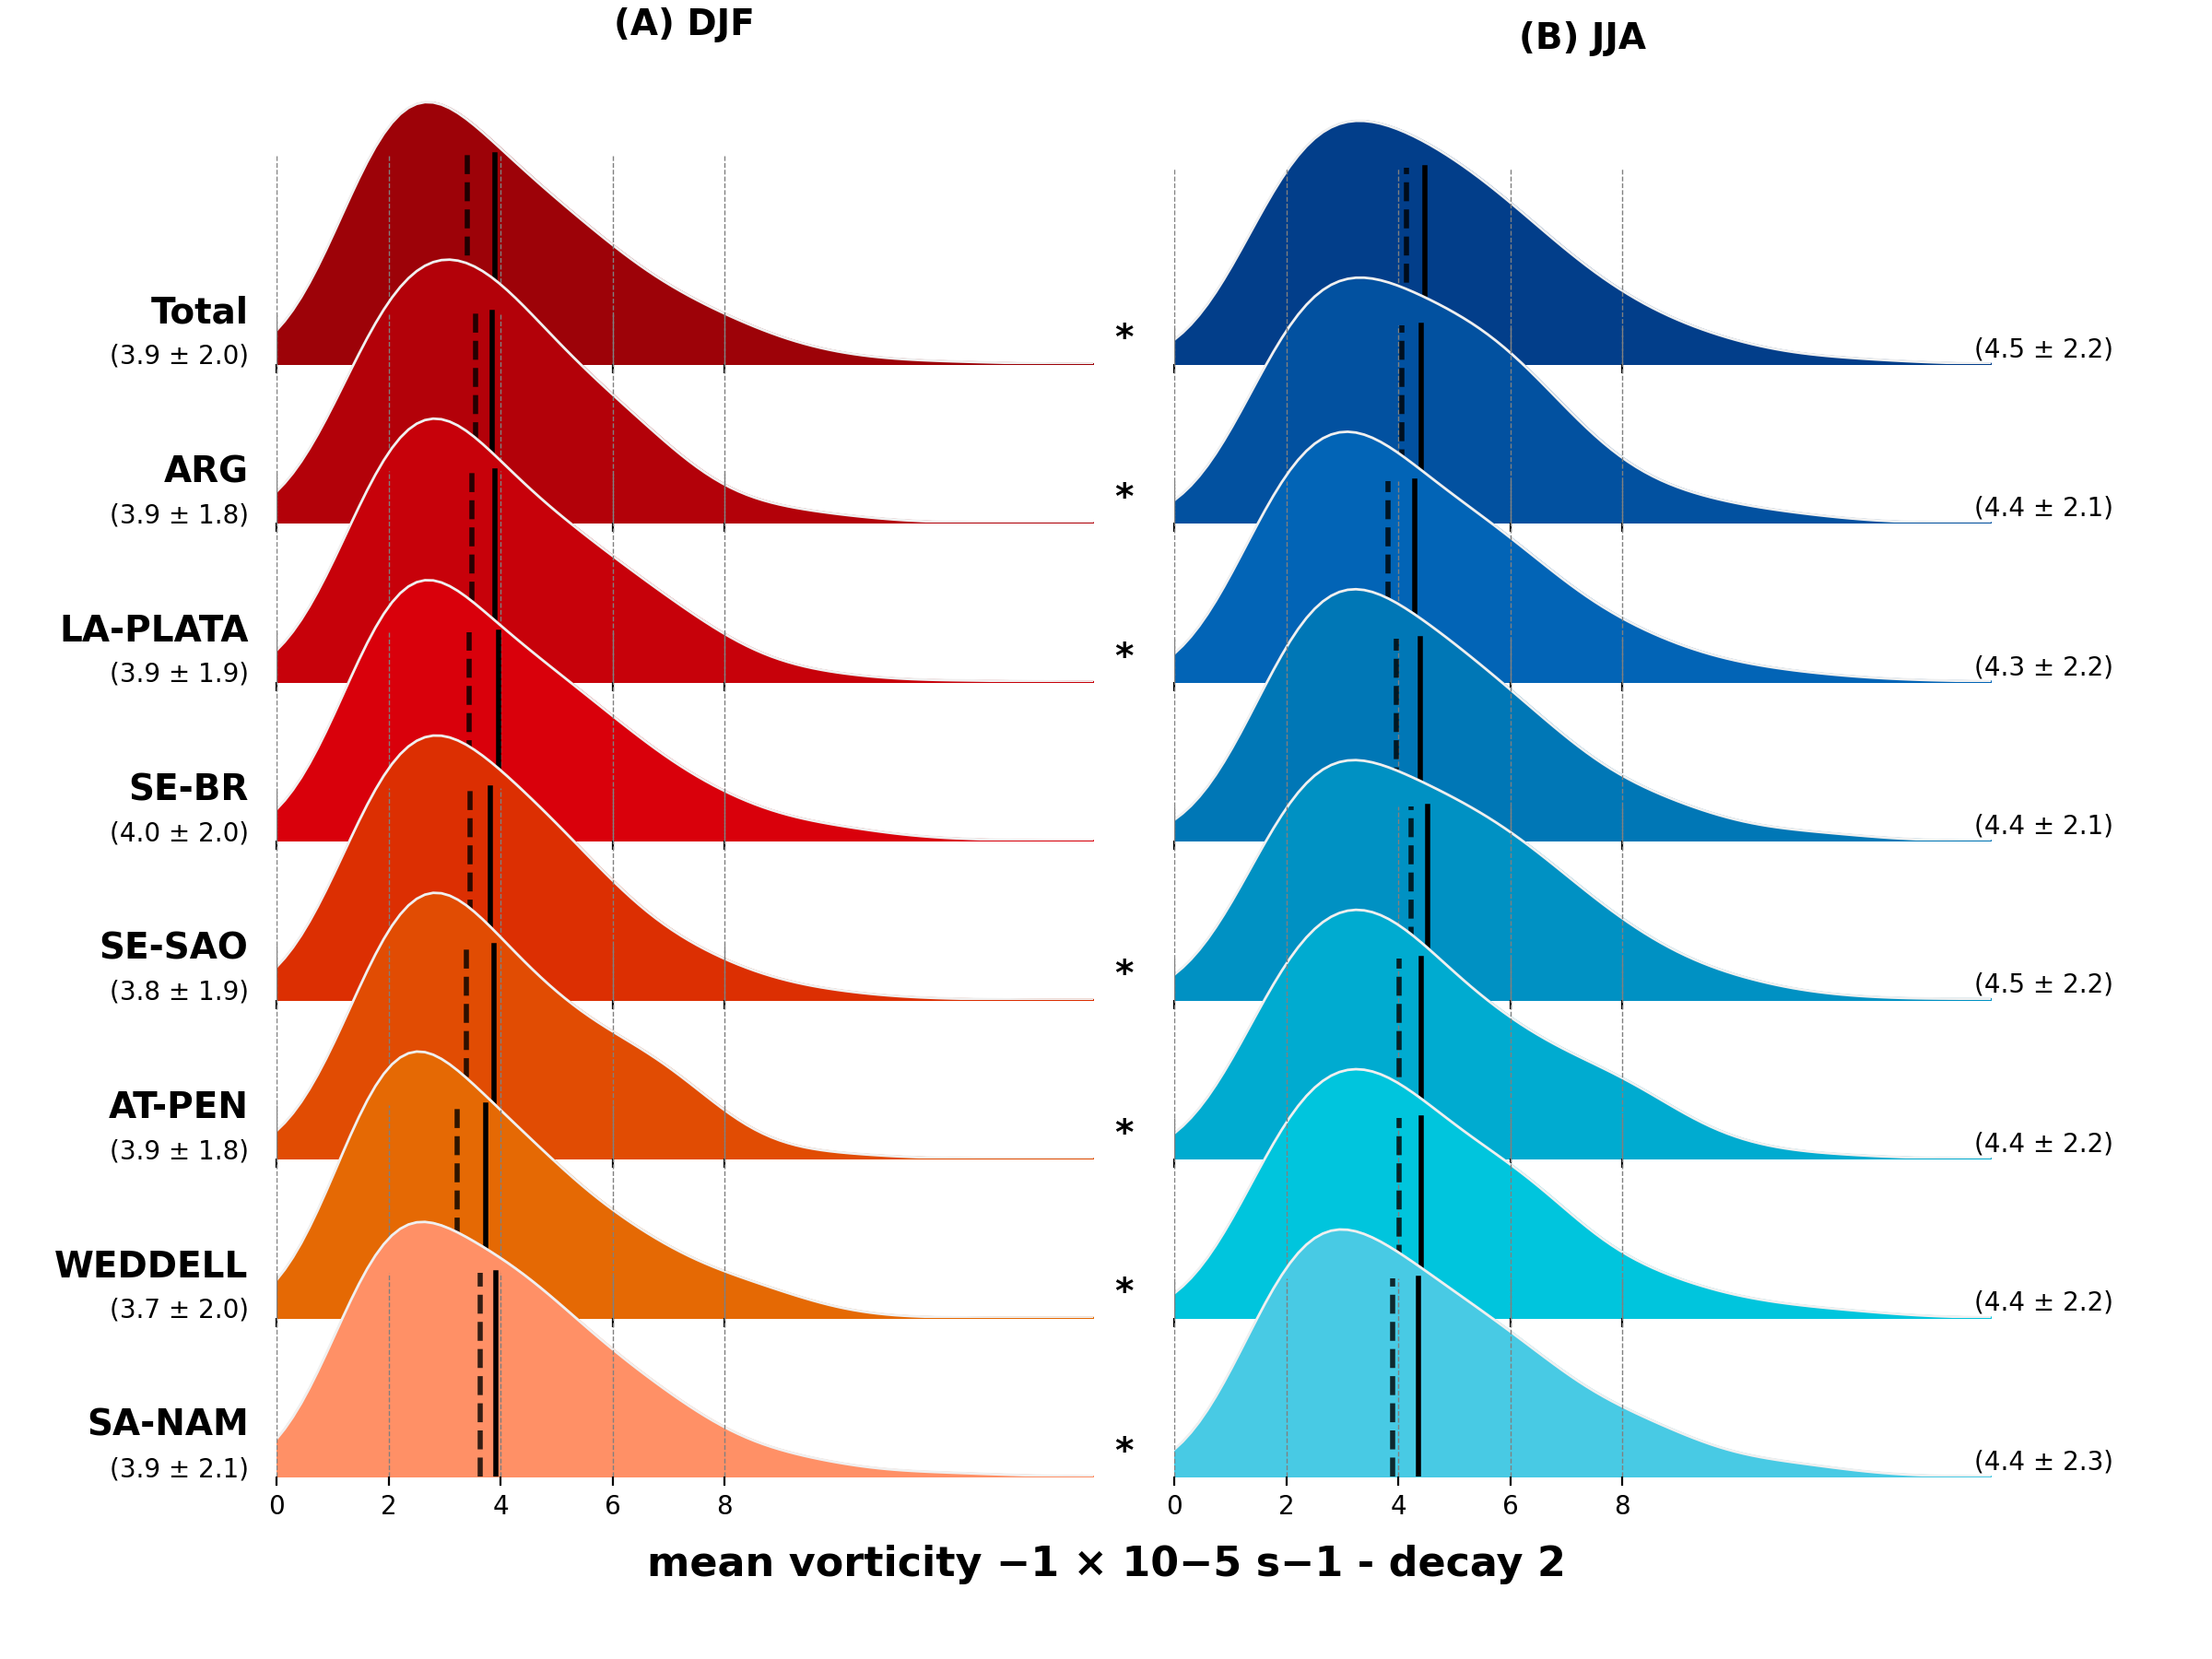 (A) DJF
(B) JJA
Total
(3.9 ± 2.0)
*
(4.5 ± 2.2)
ARG
(3.9 ± 1.8)
*
(4.4 ± 2.1)
LA-PLATA
(3.9 ± 1.9)
*
(4.3 ± 2.2)
SE-BR
(4.0 ± 2.0)
(4.4 ± 2.1)
SE-SAO
(3.8 ± 1.9)
*
(4.5 ± 2.2)
AT-PEN
(3.9 ± 1.8)
*
(4.4 ± 2.2)
WEDDELL
(3.7 ± 2.0)
*
(4.4 ± 2.2)
SA-NAM
(3.9 ± 2.1)
*
(4.4 ± 2.3)
0 2 4 6 8
0 2 4 6 8
mean vorticity −1 × 10−5 s−1 - decay 2